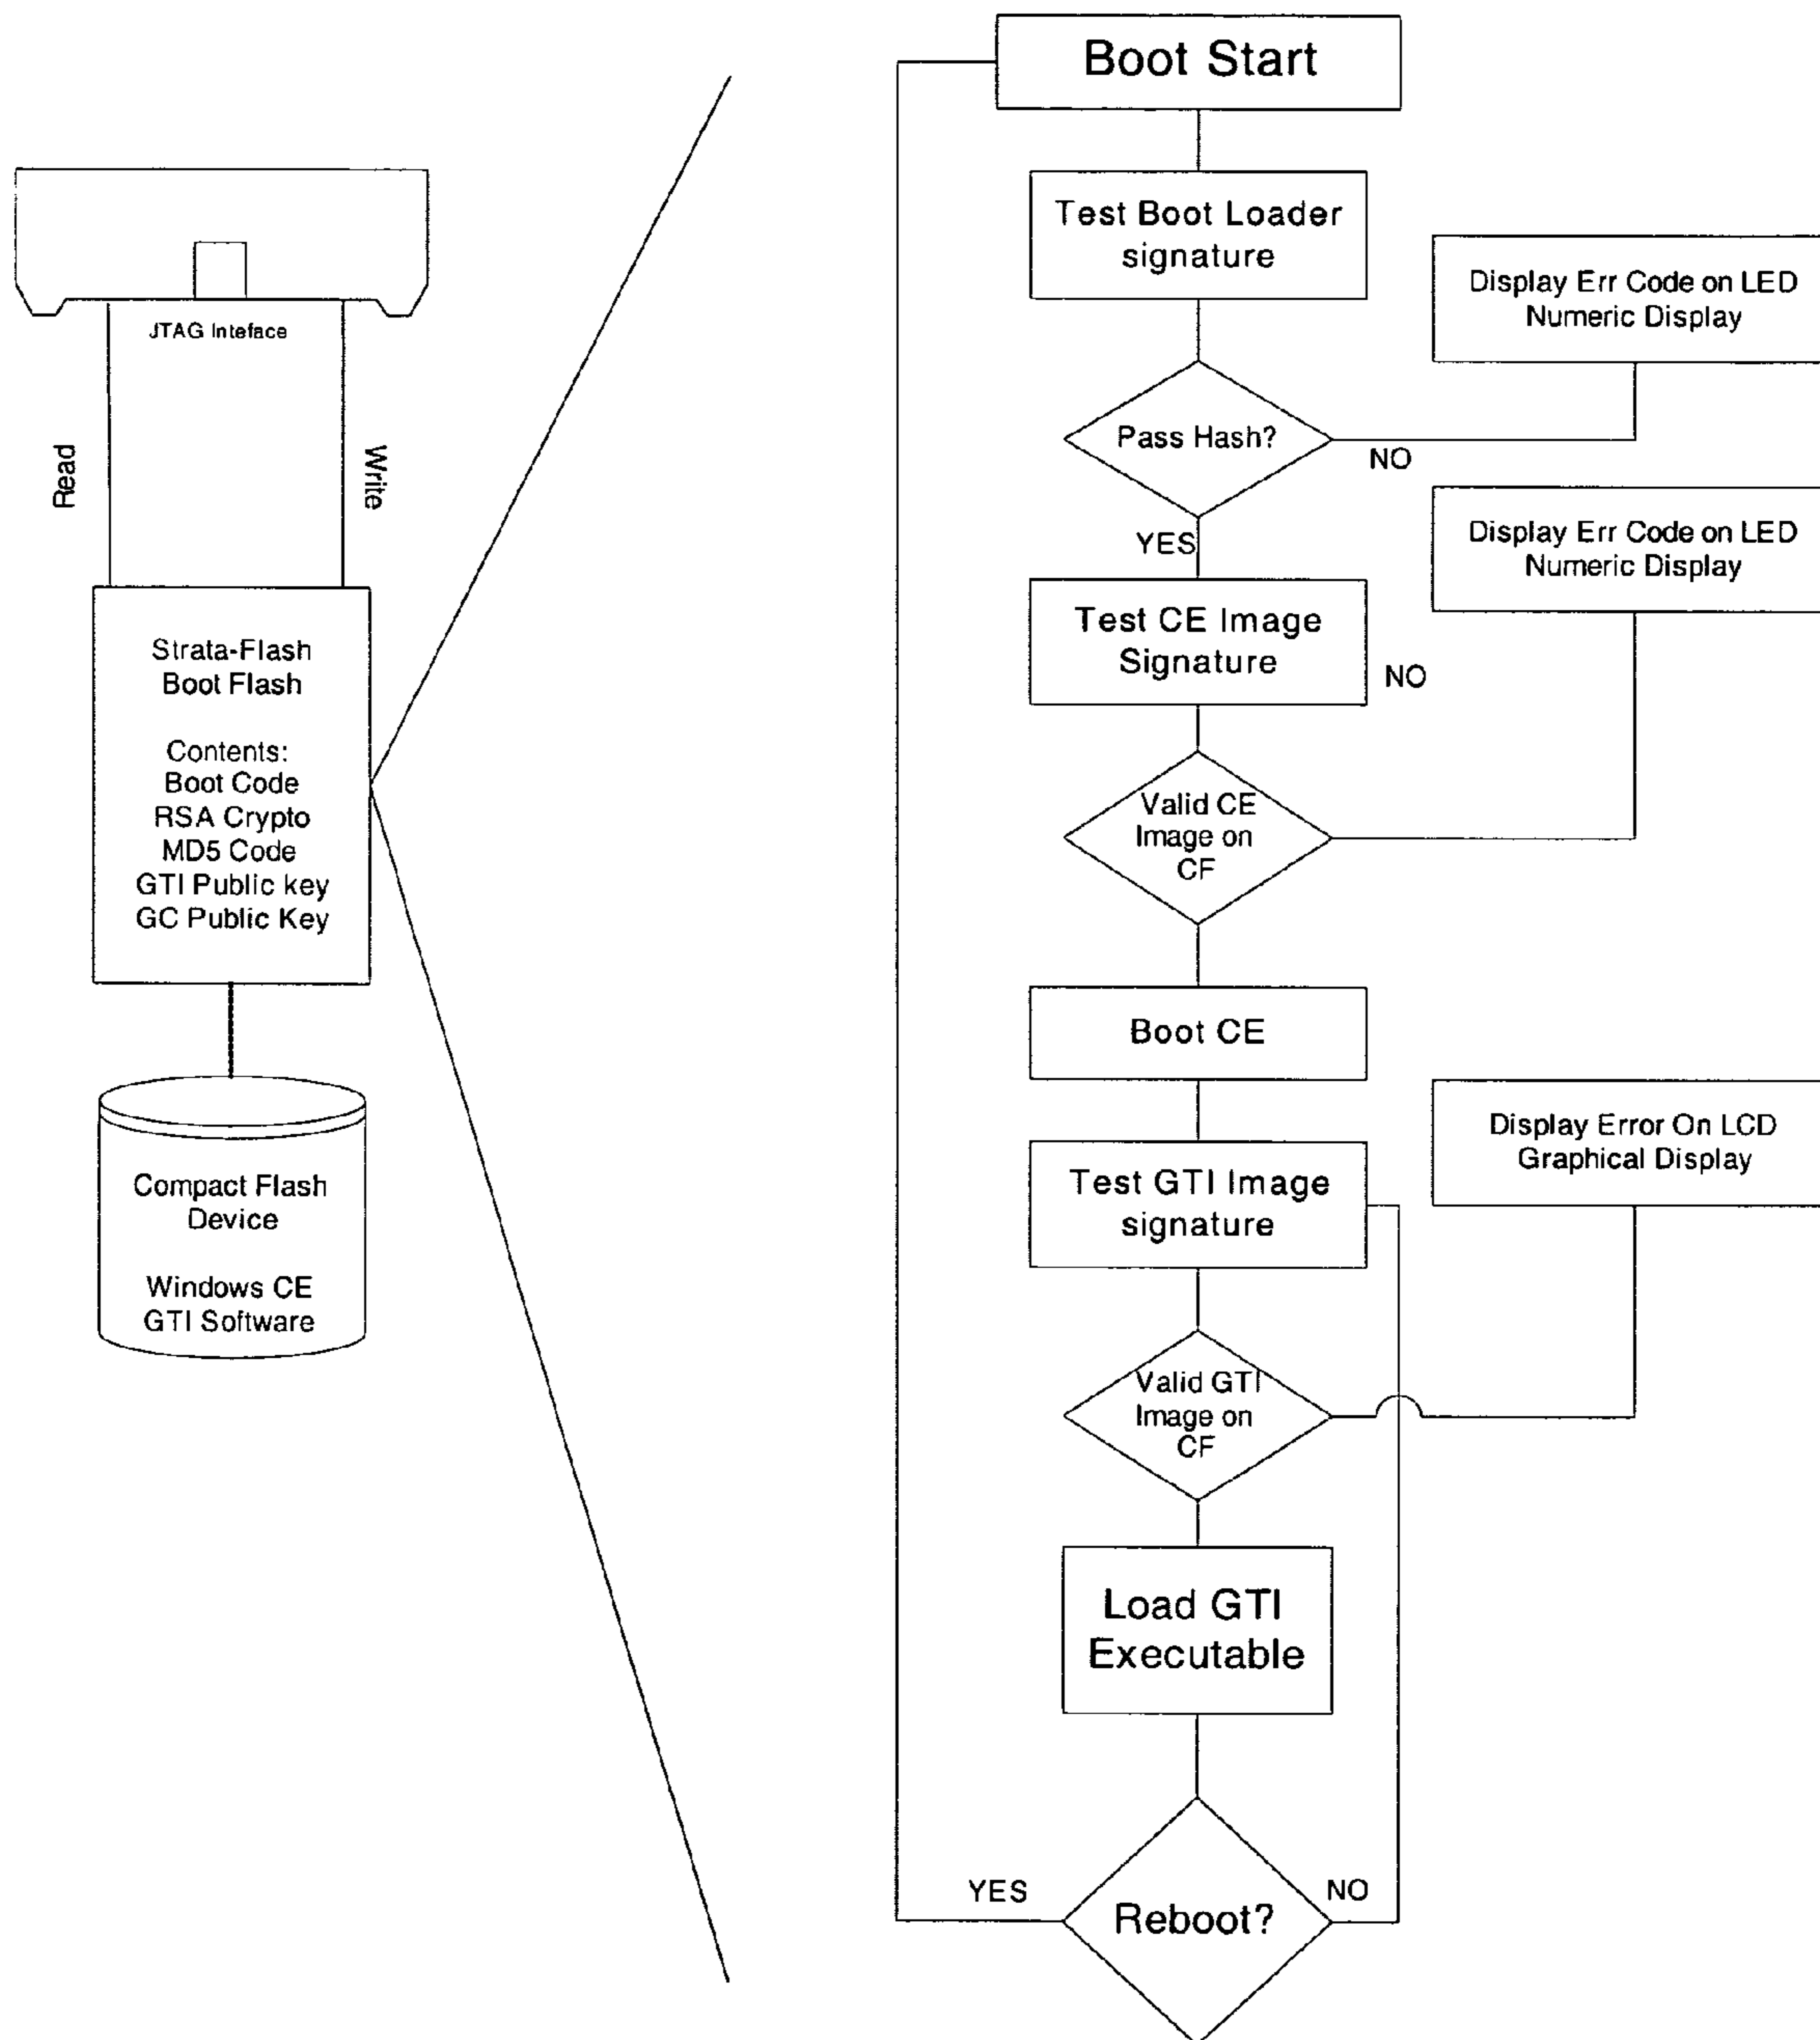 JTAG Inteface
Read
Write
Strata-Flash
Boot Flash
Contents:
Boot Code
RSA Crypto
MD5 Code
GTI Public key
GC Public Key
Compact Flash
Device
Windows CE
GTI Software
Boot Start
Test Boot Loader
signature
Display Err Code on LED
Numeric Display
Pass Hash?
NO
YES
Display Err Code on LED
Numeric Display
Test CE Image
Signature
NO
Valid CE
Image on
CF
Boot CE
Test GTI Image
signature
Display Error On LCD
Graphical Display
Valid GTI
Image on
CF
Load GTI
Executable
YES
Reboot?
NO